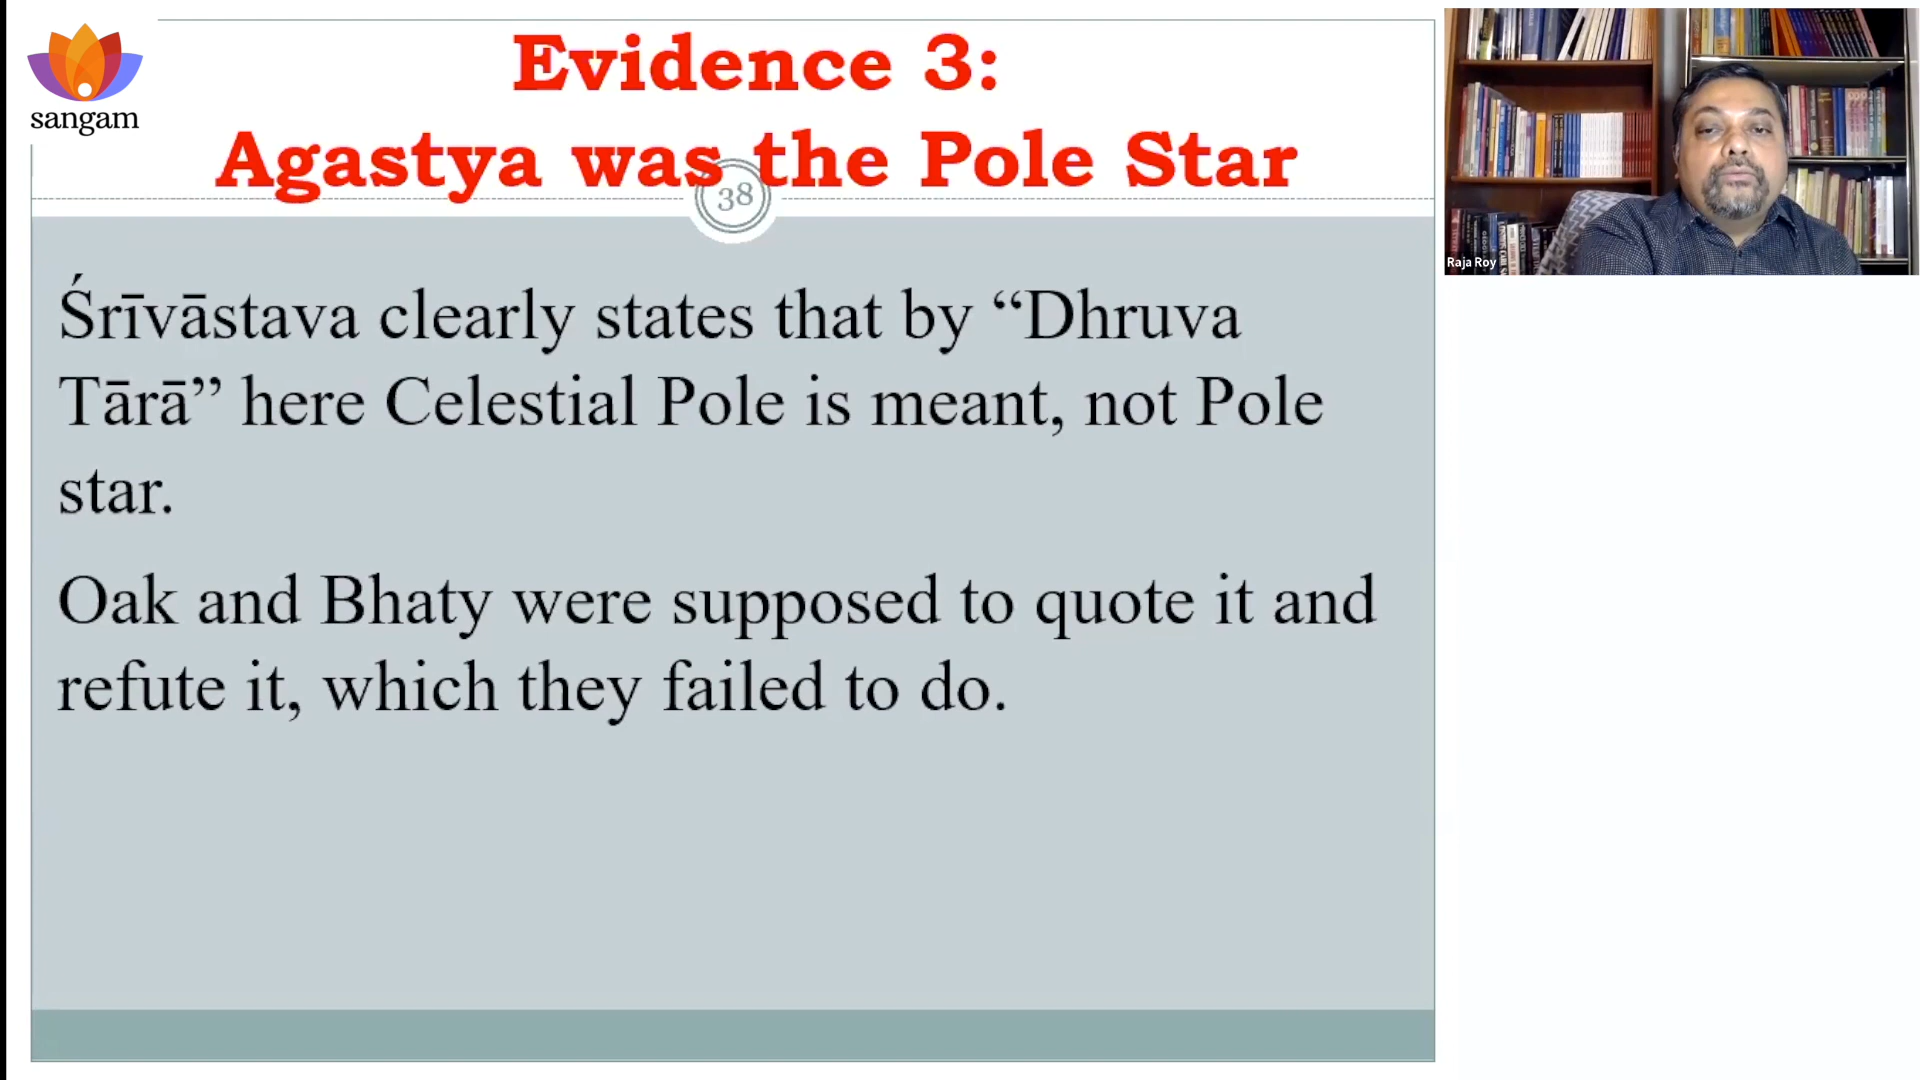 sangam
Evidence 3:
Agastya was the Pole Star
38
Śrīvāstava clearly states that by “Dhruva
Tārā” here Celestial Pole is meant, not Pole
star.
Oak and Bhaty were supposed to quote it and
refute it, which they failed to do.
Raja Roy